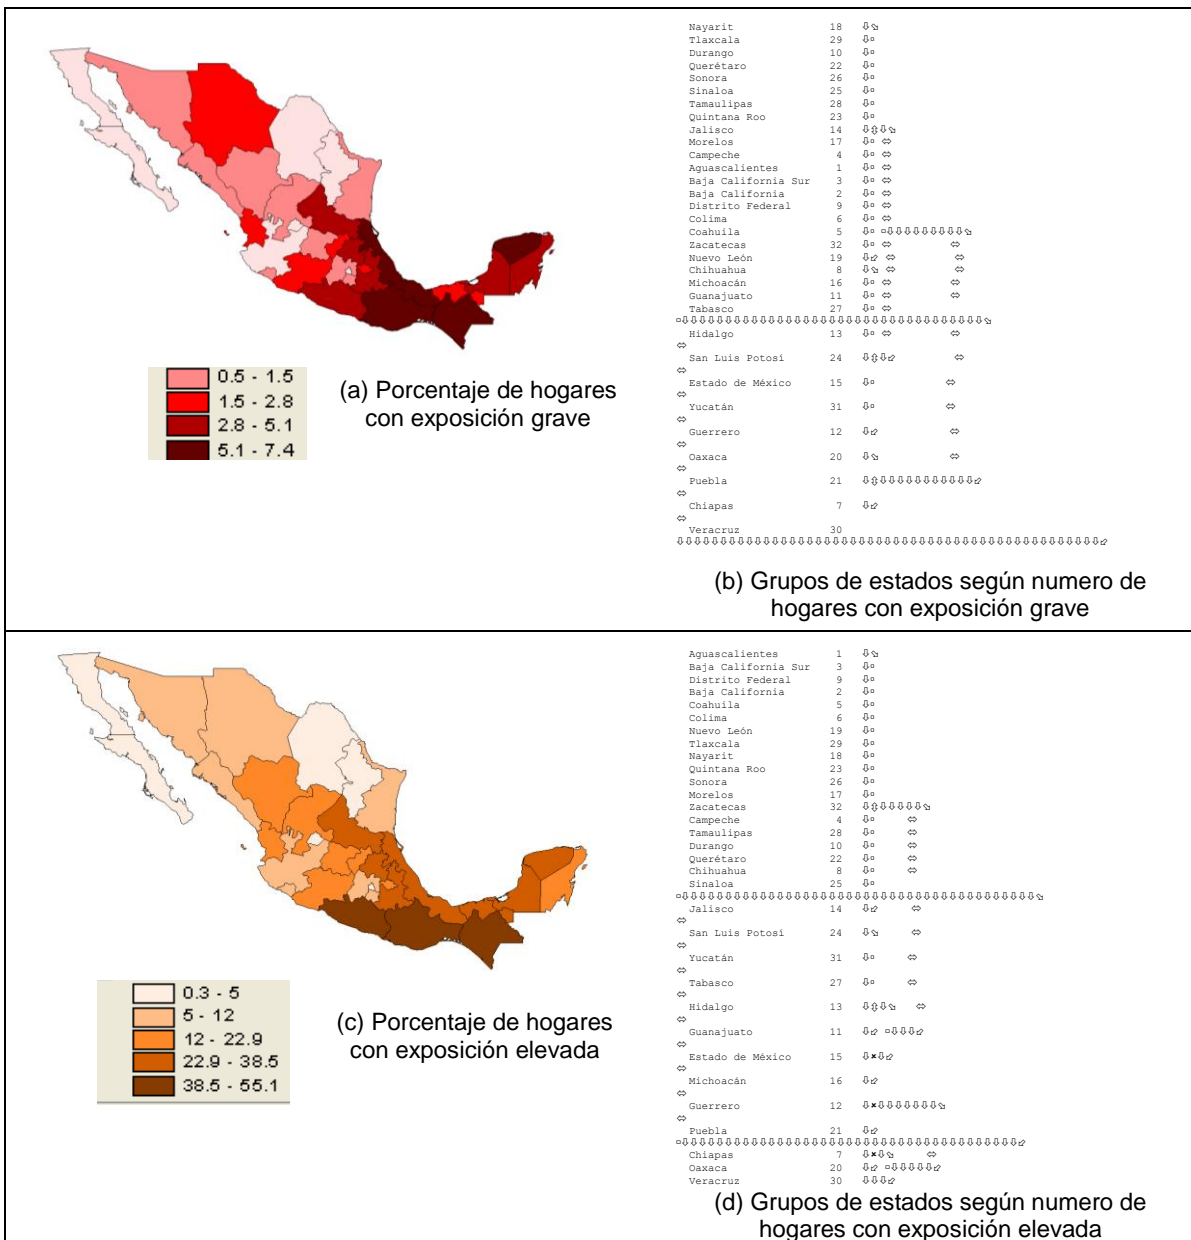 0.5 - 1.5
1.5 - 2.8
2.8 - 5.1
5.1 - 7.4
(a) Porcentaje de hogares
con exposición grave
Nayarit 18 ⇩⬂
Tlaxcala 29 ⇩▫
Durango 10 ⇩▫
Querétaro 22 ⇩▫
Sonora 26 ⇩▫
Sinaloa 25 ⇩▫
Tamaulipas 28 ⇩▫
Quintana Roo 23 ⇩▫
Jalisco 14 ⇩⇳⇩⬂
Morelos 17 ⇩▫ ⬄
Campeche 4 ⇩▫ ⬄
Aguascalientes 1 ⇩▫ ⬄
Baja California Sur 3 ⇩▫ ⬄
Baja California 2 ⇩▫ ⬄
Distrito Federal 9 ⇩▫ ⬄
Colima 6 ⇩▫ ⬄
Coahuila 5 ⇩▫ ▫⇩⇩⇩⇩⇩⇩⇩⇩⇩⬂
Zacatecas 32 ⇩▫ ⬄ ⬄
Nuevo León 19 ⇩⬃ ⬄ ⬄
Chihuahua 8 ⇩⬂ ⬄ ⬄
Michoacán 16 ⇩▫ ⬄ ⬄
Guanajuato 11 ⇩▫ ⬄ ⬄
Tabasco 27 ⇩▫ ⬄
Hidalgo 13 ⇩▫ ⬄ ⬄
⬄
San Luis Potosí 24 ⇩⇳⇩⬃ ⬄
⬄
Estado de México 15 ⇩▫ ⬄
⬄
Yucatán 31 ⇩▫ ⬄
⬄
Guerrero 12 ⇩⬃ ⬄
⬄
Oaxaca 20 ⇩⬂ ⬄
⬄
Puebla 21 ⇩⇳⇩⇩⇩⇩⇩⇩⇩⇩⇩⇩⇩⬃
⬄
Chiapas 7 ⇩⬃
⬄
Veracruz 30
(b) Grupos de estados según numero de
hogares con exposición grave
0.3 - 5
5 - 12
12 - 22.9
22.9 - 38.5
38.5 - 55.1
(c) Porcentaje de hogares
con exposición elevada
Aguascalientes 1 ⇩⬂
Baja California Sur 3 ⇩▫
Distrito Federal 9 ⇩▫
Baja California 2 ⇩▫
Coahuila 5 ⇩▫
Colima 6 ⇩▫
Nuevo León 19 ⇩▫
Tlaxcala 29 ⇩▫
Nayarit 18 ⇩▫
Quintana Roo 23 ⇩▫
Sonora 26 ⇩▫
Morelos 17 ⇩▫
Zacatecas 32 ⇩⇳⇩⇩⇩⇩⇩⬂
Campeche 4 ⇩▫ ⬄
Tamaulipas 28 ⇩▫ ⬄
Durango 10 ⇩▫ ⬄
Querétaro 22 ⇩▫ ⬄
Chihuahua 8 ⇩▫ ⬄
Sinaloa 25 ⇩▫
Jalisco 14 ⇩⬃ ⬄
⬄
San Luis Potosí 24 ⇩⬂ ⬄
⬄
Yucatán 31 ⇩▫ ⬄
⬄
Tabasco 27 ⇩▫ ⬄
⬄
Hidalgo 13 ⇩⇳⇩⬂ ⬄
⬄
Guanajuato 11 ⇩⬃ ▫⇩⇩⇩⬃
⬄
Estado de México 15 ⇩×⇩⬃
⬄
Michoacán 16 ⇩⬃
⬄
Guerrero 12 ⇩×⇩⇩⇩⇩⇩⇩⇩⬂
⬄
Puebla 21 ⇩⬃
Chiapas 7 ⇩×⇩⬂ ⬄
Oaxaca 20 ⇩⬃ ▫⇩⇩⇩⇩⇩⬃
Veracruz 30 ⇩⇩⇩⬃
(d) Grupos de estados según numero de
hogares con exposición elevada